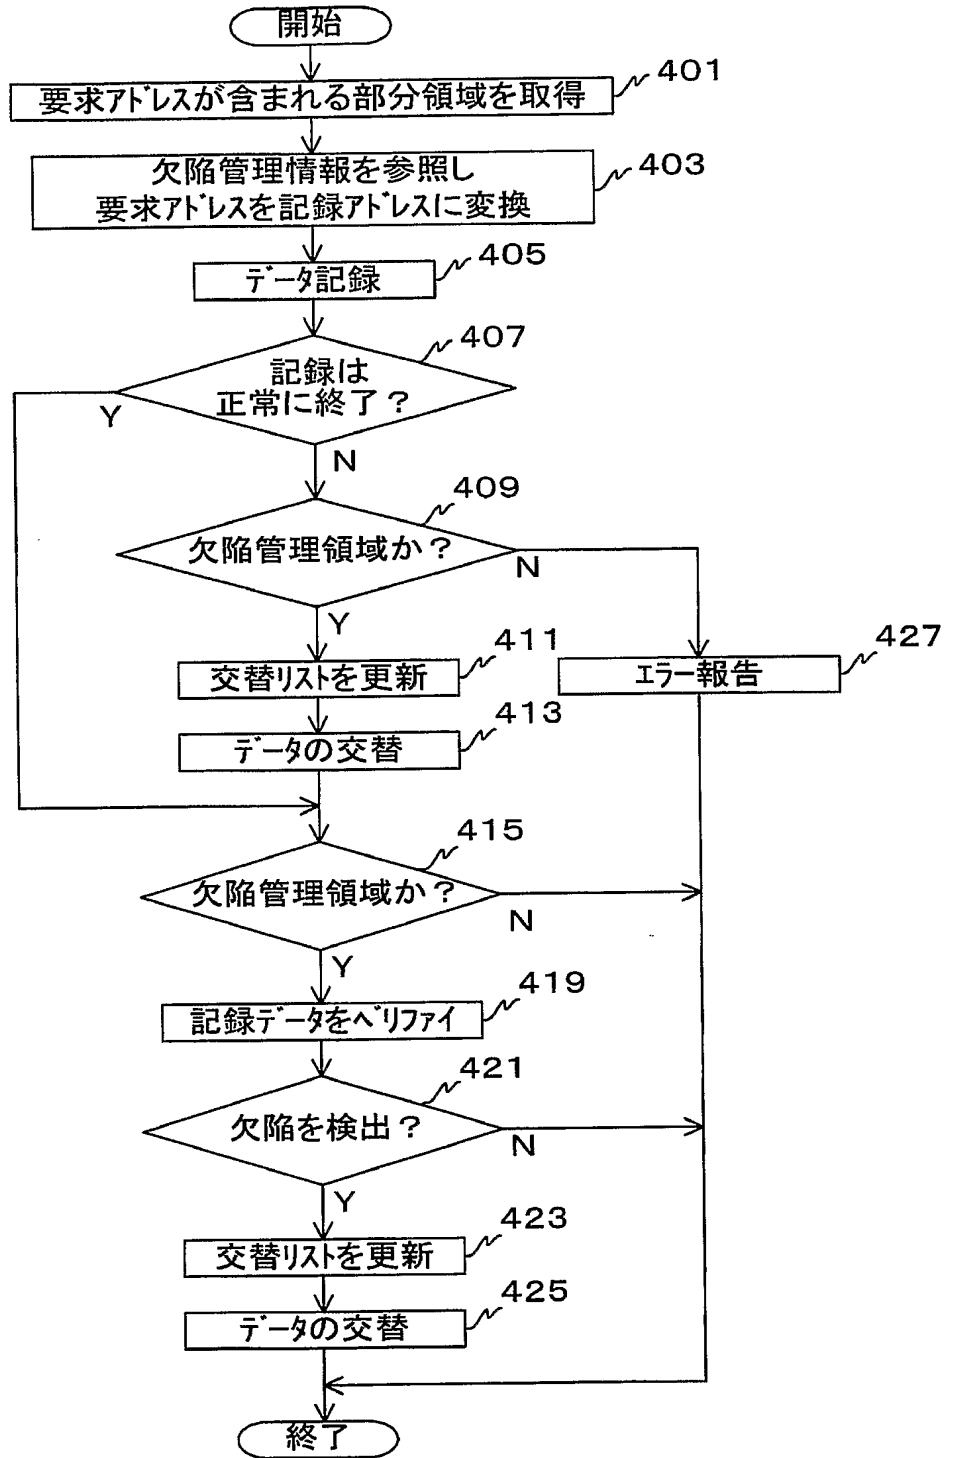 開始
要求アドレスが含まれる部分領域を取得
401
欠陥管理情報を参照し
要求アドレスを記録アドレスに変換
403
データ記録
405
407
記録は
正常に終了？
Y
N
409
欠陥管理領域か？
N
Y
411
交替リストを更新
427
エラー報告
413
データの交替
415
欠陥管理領域か？
N
Y
419
記録データをベリファイ
421
欠陥を検出？
N
Y
423
交替リストを更新
425
データの交替
終了